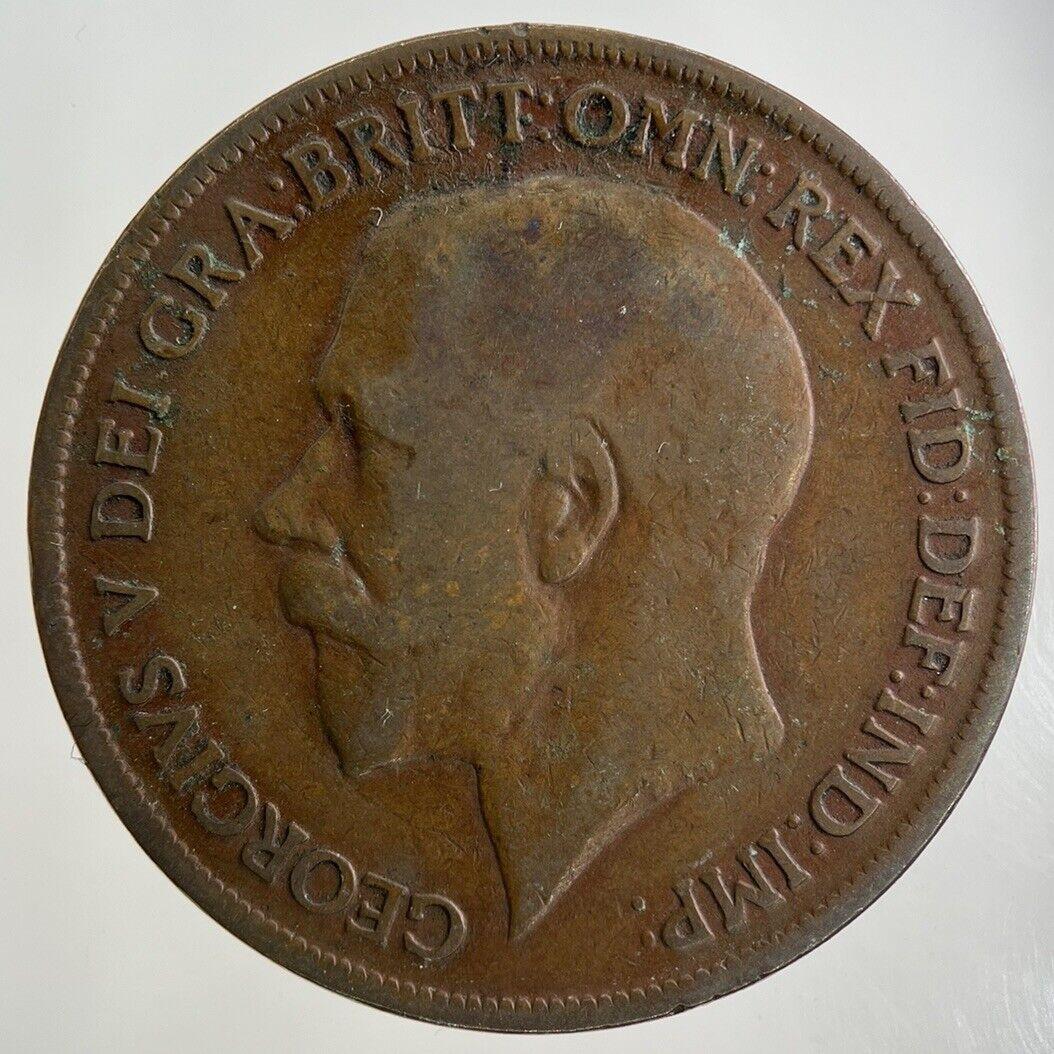 GEORGIVS V DEI GRA: BRITT: OMN: REX FID: DEF: IND: IMP: